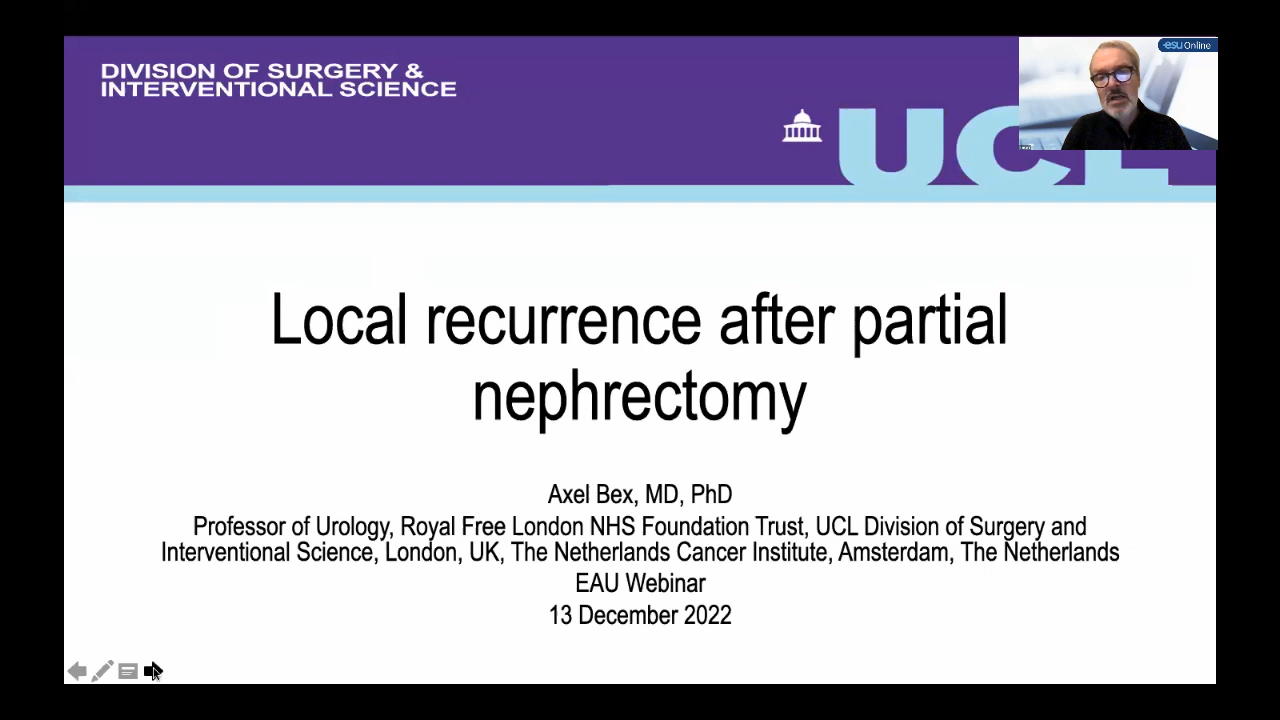 DIVISION OF SURGERY &
INTERVENTIONAL SCIENCE
UCL
esu Online
Local recurrence after partial
nephrectomy
Axel Bex, MD, PhD
Professor of Urology, Royal Free London NHS Foundation Trust, UCL Division of Surgery and
Interventional Science, London, UK, The Netherlands Cancer Institute, Amsterdam, The Netherlands
EAU Webinar
13 December 2022